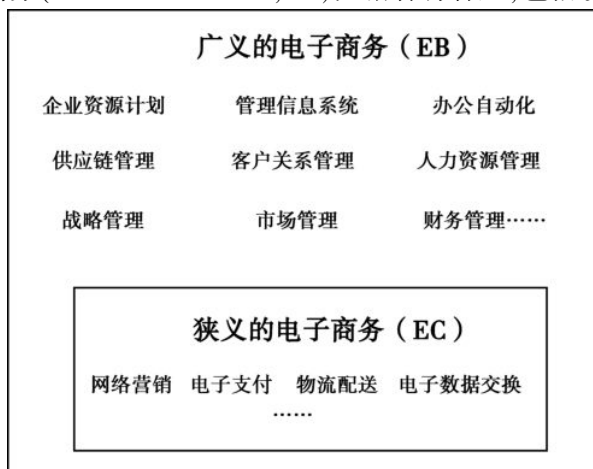 广义的电子商务（EB）
企业资源计划 管理信息系统 办公自动化
供应链管理 客户关系管理 人力资源管理
战略管理 市场管理 财务管理……
狭义的电子商务（EC）
网络营销 电子支付 物流配送 电子数据交换
……